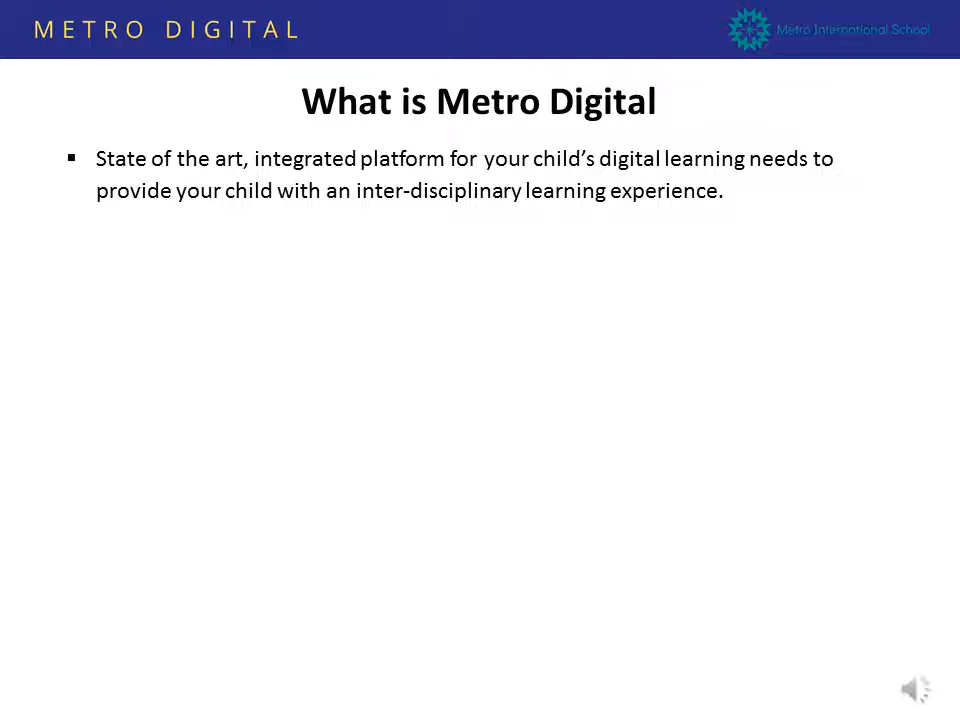 METRO DIGITAL
Metro International School
What is Metro Digital
▪ State of the art, integrated platform for your child’s digital learning needs to
provide your child with an inter-disciplinary learning experience.